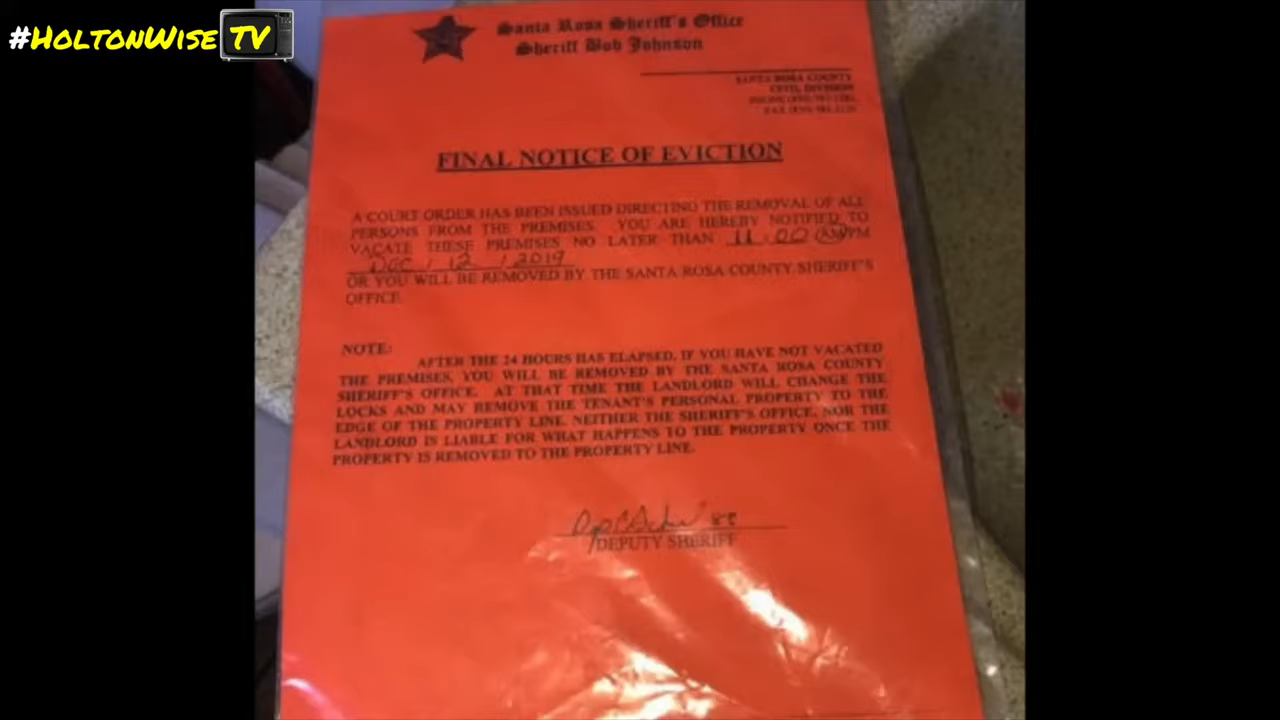 #HOLTONWISE TV
Santa Rosa Sheriff's Office
Sheriff Bob Johnson
SANTA ROSA COUNTY
CIVIL DIVISION
FINAL NOTICE OF EVICTION
A COURT ORDER HAS BEEN ISSUED DIRECTING THE REMOVAL OF ALL
PERSONS FROM THE PREMISES. YOU ARE HEREBY NOTIFIED TO
VACATE THESE PREMISES NO LATER THAN 11:00 AM/PM
DEC / 12 / 2019
OR YOU WILL BE REMOVED BY THE SANTA ROSA COUNTY SHERIFF'S
OFFICE.
NOTE:
AFTER THE 24 HOURS HAS ELAPSED, IF YOU HAVE NOT VACATED
THE PREMISES, YOU WILL BE REMOVED BY THE SANTA ROSA COUNTY
SHERIFF'S OFFICE. AT THAT TIME THE LANDLORD WILL CHANGE THE
LOCKS AND MAY REMOVE THE TENANT'S PERSONAL PROPERTY TO THE
EDGE OF THE PROPERTY LINE. NEITHER THE SHERIFF'S OFFICE, NOR THE
LANDLORD IS LIABLE FOR WHAT HAPPENS TO THE PROPERTY ONCE THE
PROPERTY IS REMOVED TO THE PROPERTY LINE.
DEPUTY SHERIFF